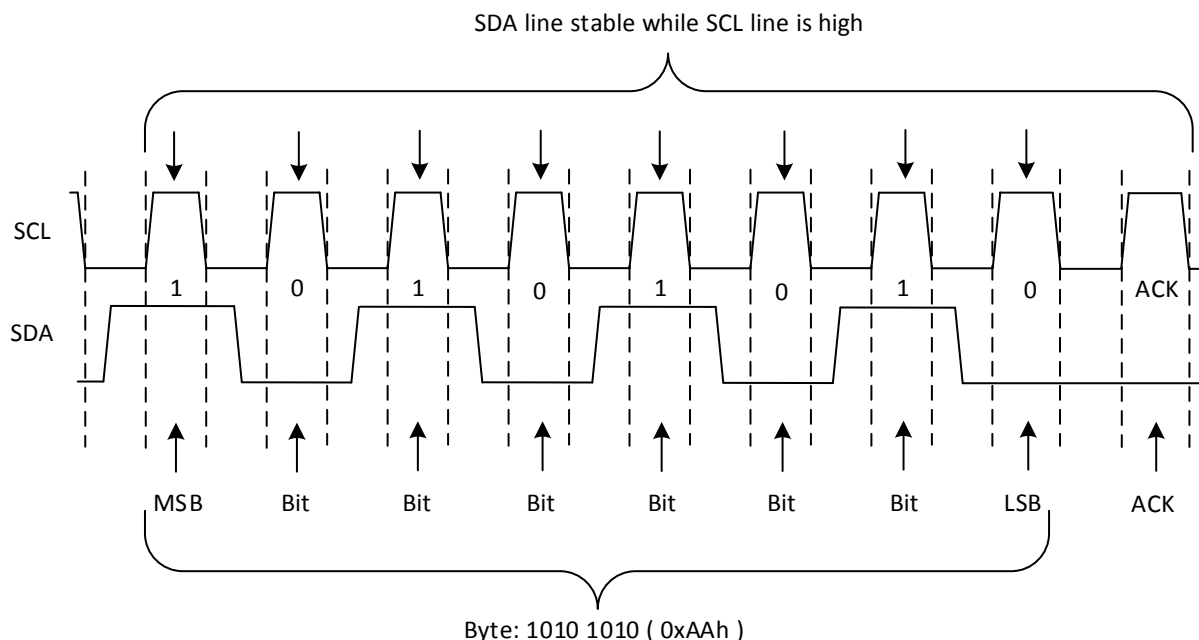 SDA line stable while SCL line is high
SCL
1 0 1 0 1 0 1 0 ACK
SDA
MSB Bit Bit Bit Bit Bit Bit LSB ACK
Byte: 1010 1010 ( 0xAAh )